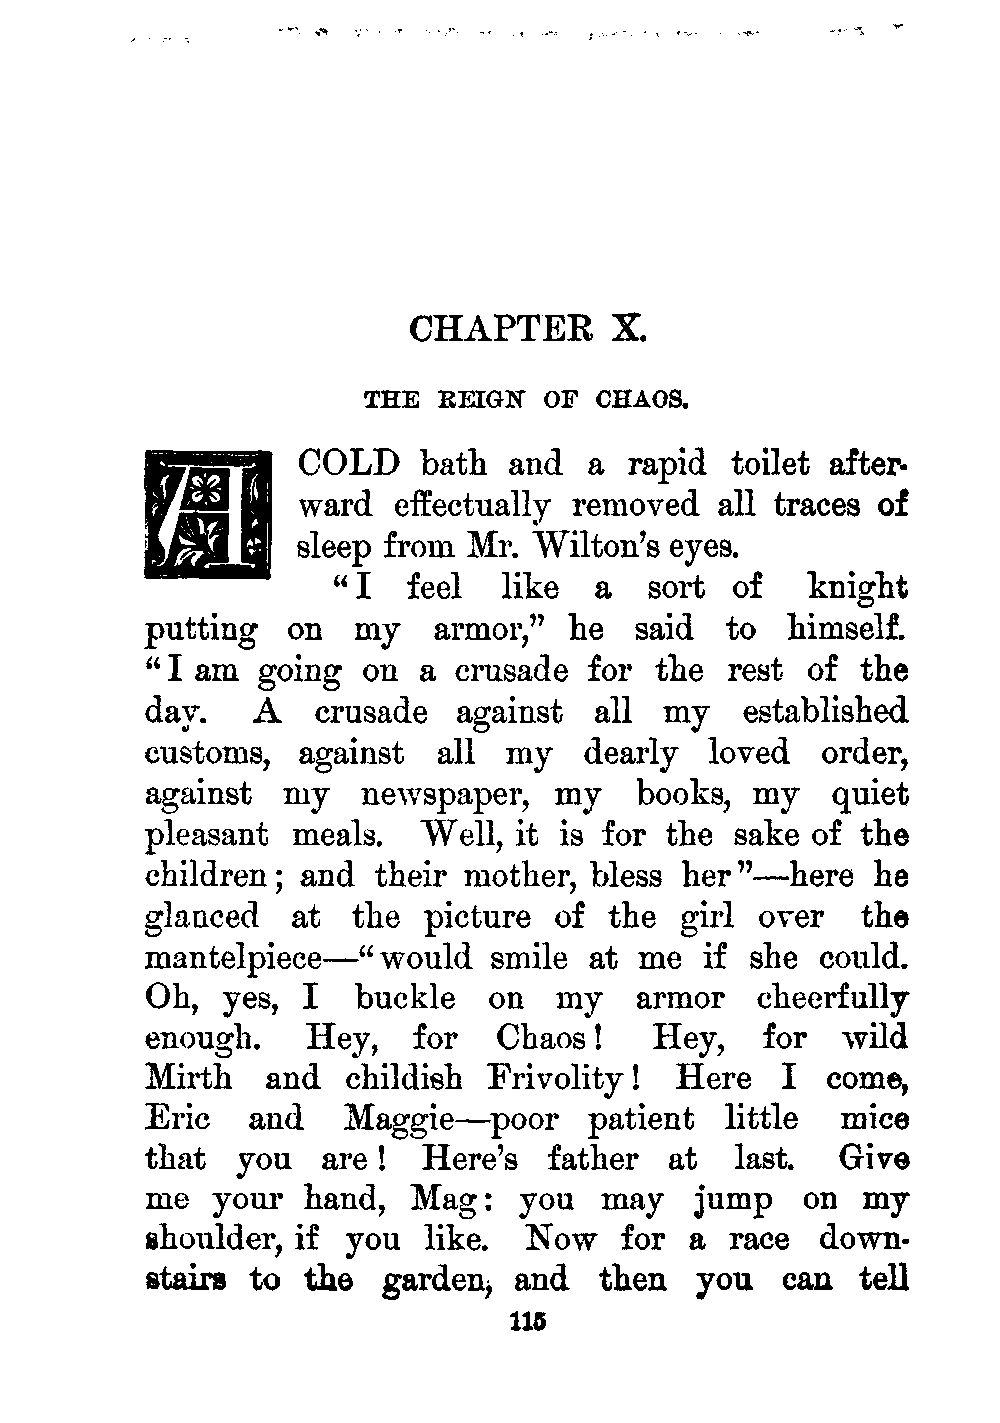 CHAPTER X.
THE REIGN OF CHAOS.
A COLD bath and a rapid toilet after-
ward effectually removed all traces of
sleep from Mr. Wilton's eyes.
"I feel like a sort of knight
putting on my armor," he said to himself.
"I am going on a crusade for the rest of the
day. A crusade against all my established
customs, against all my dearly loved order,
against my newspaper, my books, my quiet
pleasant meals. Well, it is for the sake of the
children; and their mother, bless her"—here he
glanced at the picture of the girl over the
mantelpiece—"would smile at me if she could.
Oh, yes, I buckle on my armor cheerfully
enough. Hey, for Chaos! Hey, for wild
Mirth and childish Frivolity! Here I come,
Eric and Maggie—poor patient little mice
that you are! Here's father at last. Give
me your hand, Mag: you may jump on my
shoulder, if you like. Now for a race down-
stairs to the garden, and then you can tell
115